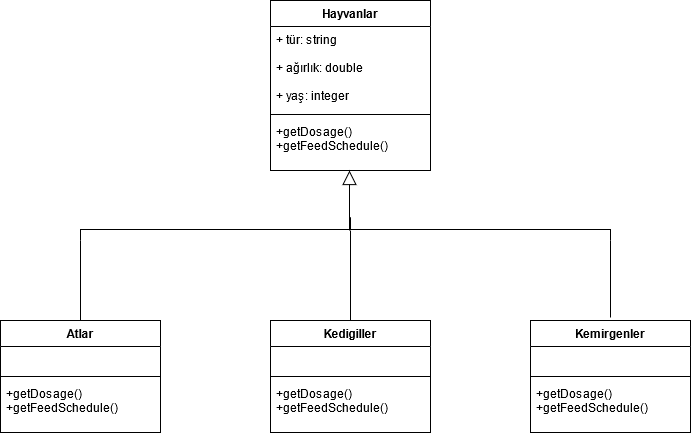 Hayvanlar
+ tür: string
+ ağırlık: double
+ yaş: integer
+getDosage()
+getFeedSchedule()
Atlar
+getDosage()
+getFeedSchedule()
Kedigiller
+getDosage()
+getFeedSchedule()
Kemirgenler
+getDosage()
+getFeedSchedule()